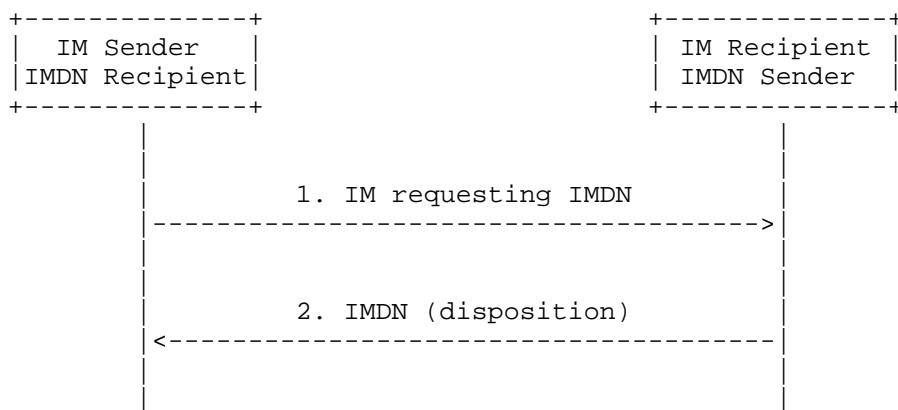 IM Sender
IM Recipient
IMDN Recipient
IMDN Sender
1. IM requesting IMDN
2. IMDN (disposition)